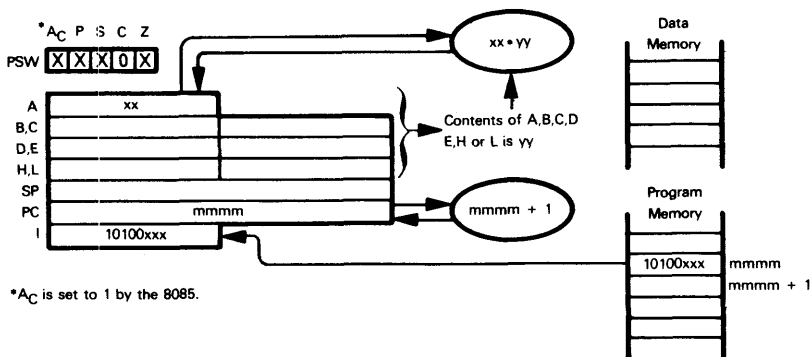 *AC P S C Z
PSW X X X 0 X
A xx
B,C
D,E
H,L
SP
PC mmmm
I 10100xxx
xx • yy
Contents of A,B,C,D
E,H or L is yy
mmmm + 1
Data
Memory
Program
Memory
10100xxx mmmm
mmmm + 1
*AC is set to 1 by the 8085.